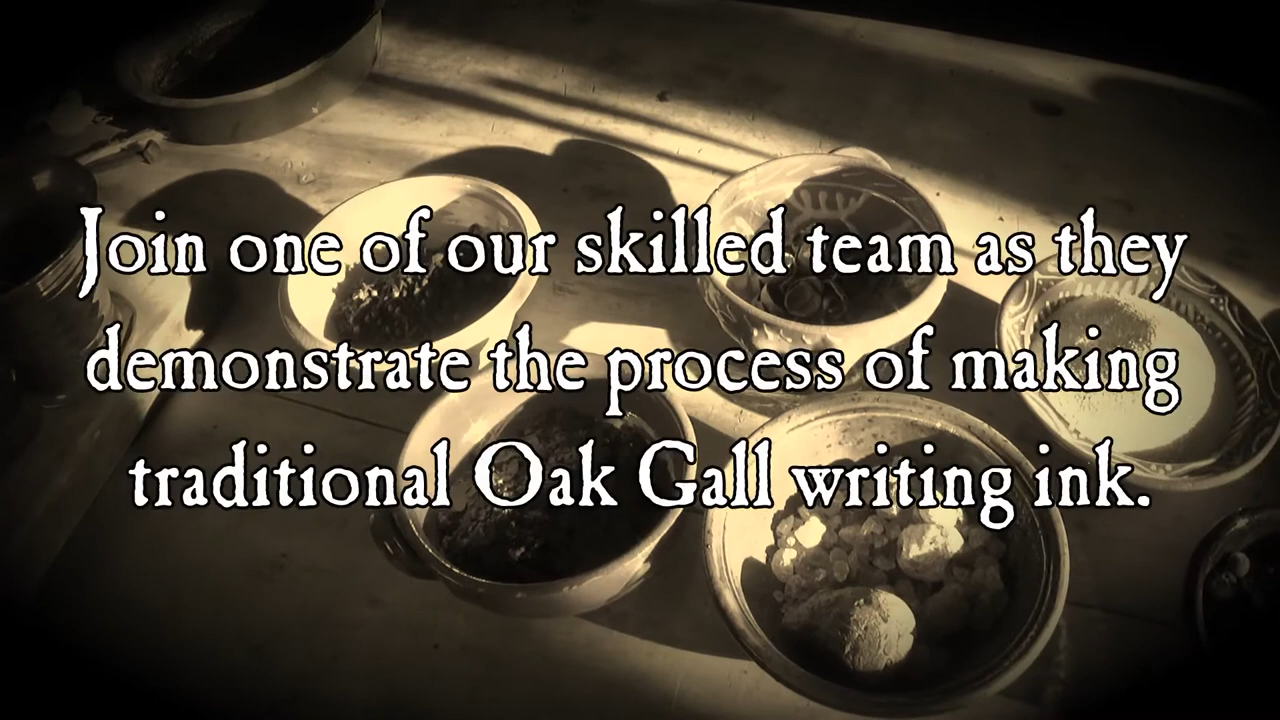 Join one of our skilled team as they
demonstrate the process of making
traditional Oak Gall writing ink.